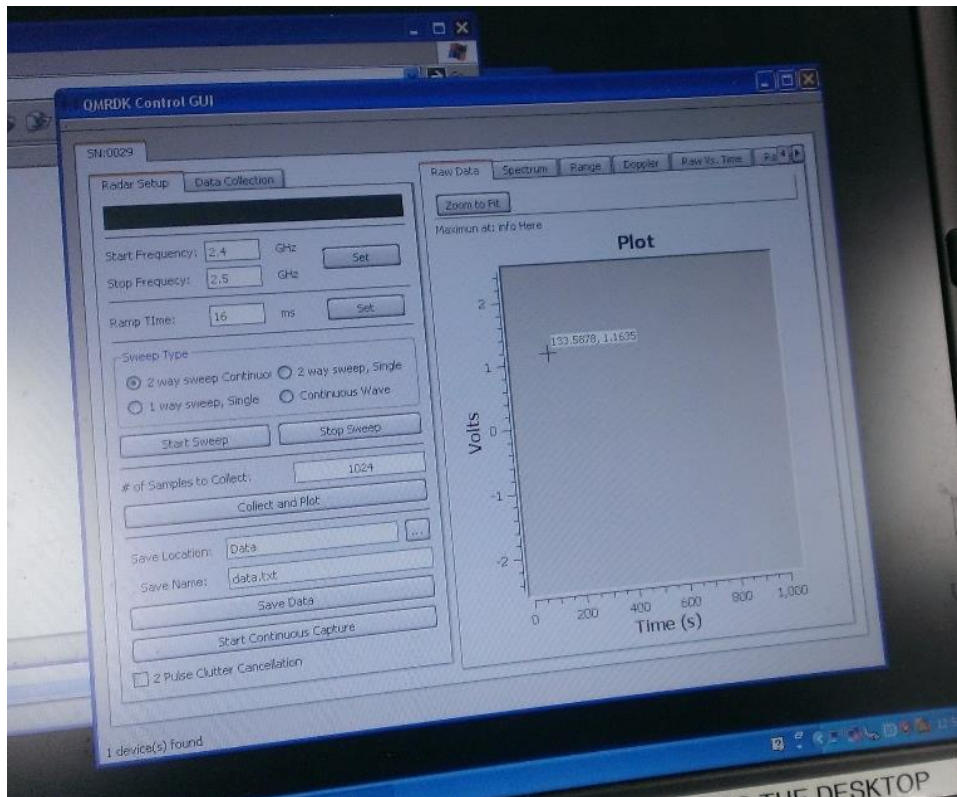 QMRDK Control GUI
SN:0029
Radar Setup Data Collection
Start Frequency: 2.4 GHz Set
Stop Frequecy: 2.5 GHz
Ramp TIme: 16 ms Set
Sweep Type
2 way sweep Continuou 2 way sweep, Single
1 way sweep, Single Continuous Wave
Start Sweep Stop Sweep
# of Samples to Collect: 1024
Collect and Plot
Save Location: Data ...
Save Name: data.txt
Save Data
Start Continuous Capture
2 Pulse Clutter Cancellation
1 device(s) found
Raw Data Spectrum Range Doppler Raw Vs. Time
Zoom to Fit
Maximun at: info Here
Plot
133.5878, 1.1635
Volts
2
1
0
-1
-2
0 200 400 600 800 1,000
Time (s)
THE DESKTOP